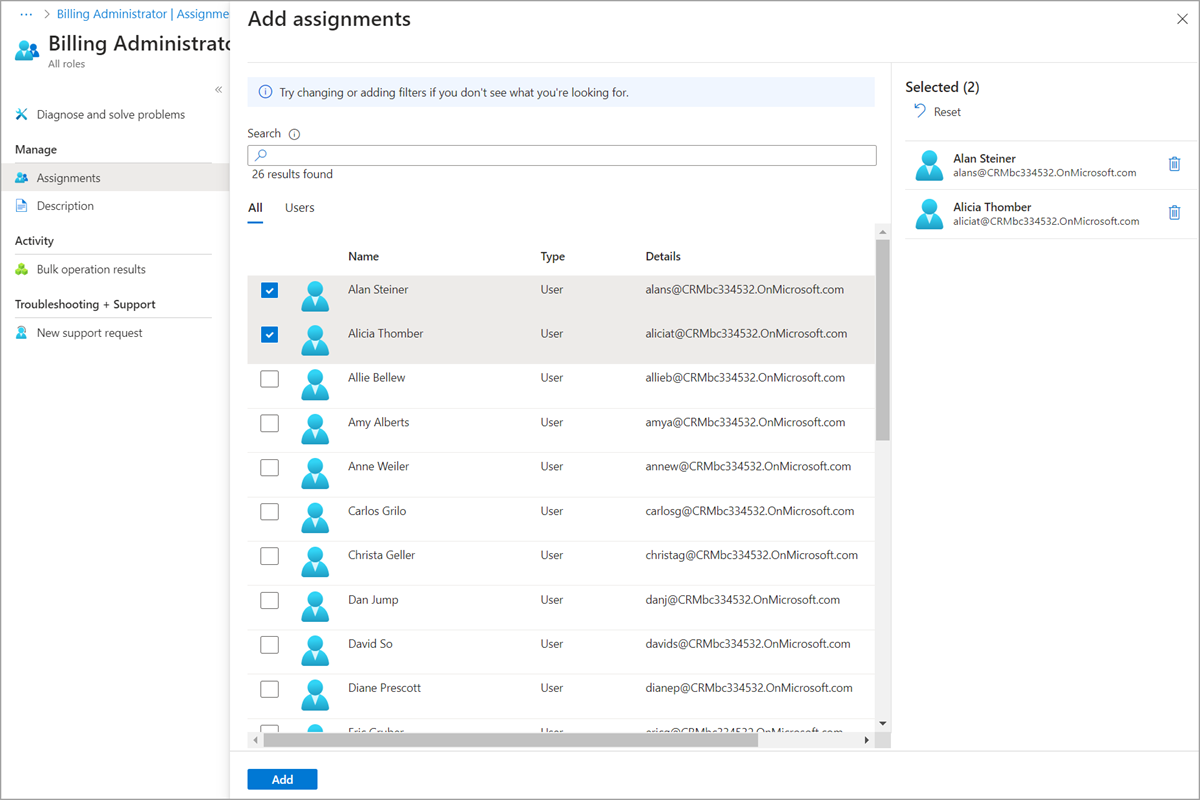 ··· > Billing Administrator | Assignme
Billing Administrato
All roles
«
Diagnose and solve problems
Manage
Assignments
Description
Activity
Bulk operation results
Troubleshooting + Support
New support request
Add assignments
Try changing or adding filters if you don't see what you're looking for.
Search
26 results found
All Users
Name Type Details
Alan Steiner User alans@CRMbc334532.OnMicrosoft.com
Alicia Thomber User aliciat@CRMbc334532.OnMicrosoft.com
Allie Bellew User allieb@CRMbc334532.OnMicrosoft.com
Amy Alberts User amya@CRMbc334532.OnMicrosoft.com
Anne Weiler User annew@CRMbc334532.OnMicrosoft.com
Carlos Grilo User carlosg@CRMbc334532.OnMicrosoft.com
Christa Geller User christag@CRMbc334532.OnMicrosoft.com
Dan Jump User danj@CRMbc334532.OnMicrosoft.com
David So User davids@CRMbc334532.OnMicrosoft.com
Diane Prescott User dianep@CRMbc334532.OnMicrosoft.com
Eric Gruber User ericg@CRMbc334532.OnMicrosoft.com
Add
Selected (2)
Reset
Alan Steiner
alans@CRMbc334532.OnMicrosoft.com
Alicia Thomber
aliciat@CRMbc334532.OnMicrosoft.com